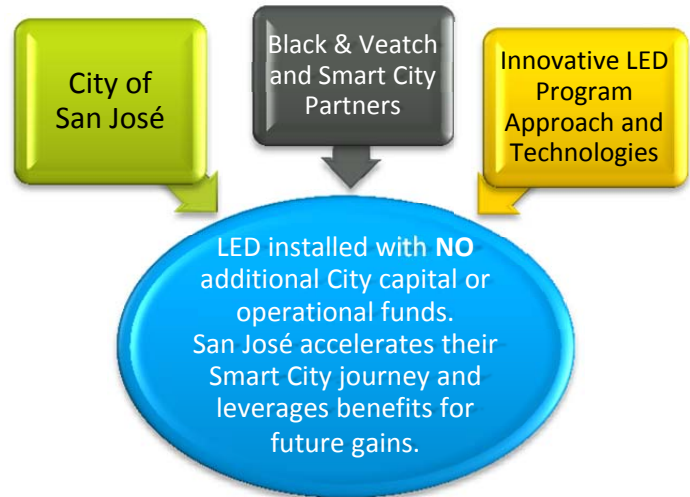 City of
San José
Black & Veatch
and Smart City
Partners
Innovative LED
Program
Approach and
Technologies
LED installed with NO
additional City capital or
operational funds.
San José accelerates their
Smart City journey and
leverages benefits for
future gains.